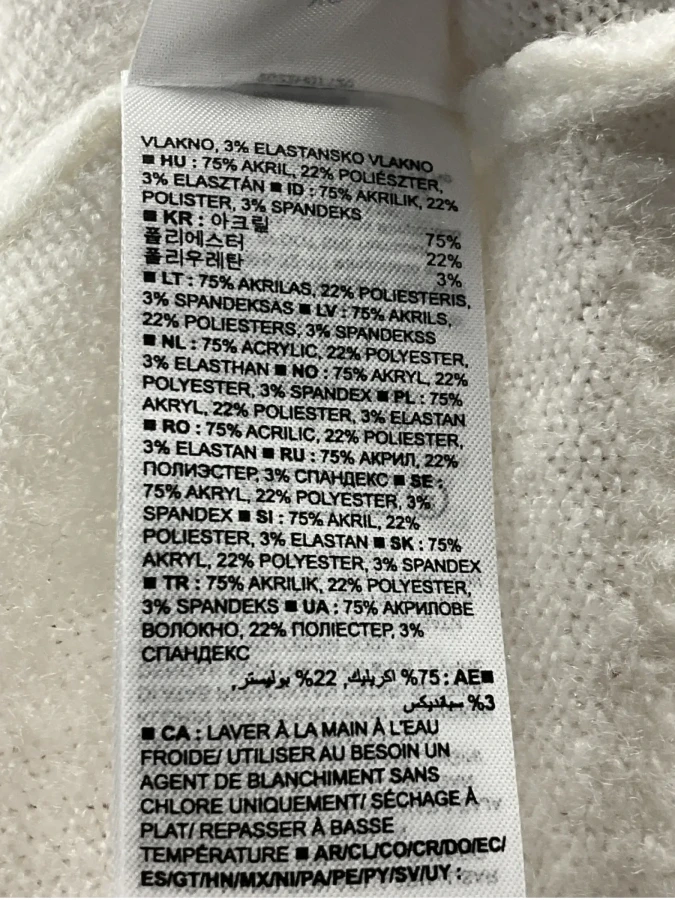 VLAKNO, 3% ELASTANSKO VLAKNO
■ HU : 75% AKRIL, 22% POLIÉSZTER,
3% ELASZTÁN ■ ID : 75% AKRILIK, 22%
POLISTER, 3% SPANDEKS
■ KR : 아크릴 75%
폴리에스터 22%
폴리우레탄 3%
■ LT : 75% AKRILAS, 22% POLIESTERIS,
3% SPANDEKSAS ■ LV : 75% AKRILS,
22% POLIESTERS, 3% SPANDEKSS
■ NL : 75% ACRYLIC, 22% POLYESTER,
3% ELASTHAN ■ NO : 75% AKRYL, 22%
POLYESTER, 3% SPANDEX ■ PL : 75%
AKRYL, 22% POLIESTER, 3% ELASTAN
■ RO : 75% ACRILIC, 22% POLIESTER,
3% ELASTAN ■ RU : 75% АКРИЛ, 22%
ПОЛИЭСТЕР, 3% СПАНДЕКС ■ SE :
75% AKRYL, 22% POLYESTER, 3%
SPANDEX ■ SI : 75% AKRIL, 22%
POLIESTER, 3% ELASTAN ■ SK : 75%
AKRYL, 22% POLYESTER, 3% SPANDEX
■ TR : 75% AKRILIK, 22% POLYESTER,
3% SPANDEKS ■ UA : 75% АКРИЛОВЕ
ВОЛОКНО, 22% ПОЛІЕСТЕР, 3%
СПАНДЕКС
■AE : 75% اكريليك, 22% بوليستر,
3% سباندكس
■ CA : LAVER À LA MAIN À L'EAU
FROIDE/ UTILISER AU BESOIN UN
AGENT DE BLANCHIMENT SANS
CHLORE UNIQUEMENT/ SÉCHAGE À
PLAT/ REPASSER À BASSE
TEMPÉRATURE ■ AR/CL/CO/CR/DO/EC/
ES/GT/HN/MX/NI/PA/PE/PY/SV/UY :